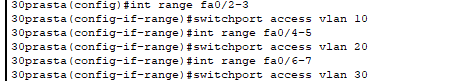 30prasta(config)#int range fa0/2-3
30prasta(config-if-range)#switchport access vlan 10
30prasta(config-if-range)#int range fa0/4-5
30prasta(config-if-range)#switchport access vlan 20
30prasta(config-if-range)#int range fa0/6-7
30prasta(config-if-range)#switchport access vlan 30